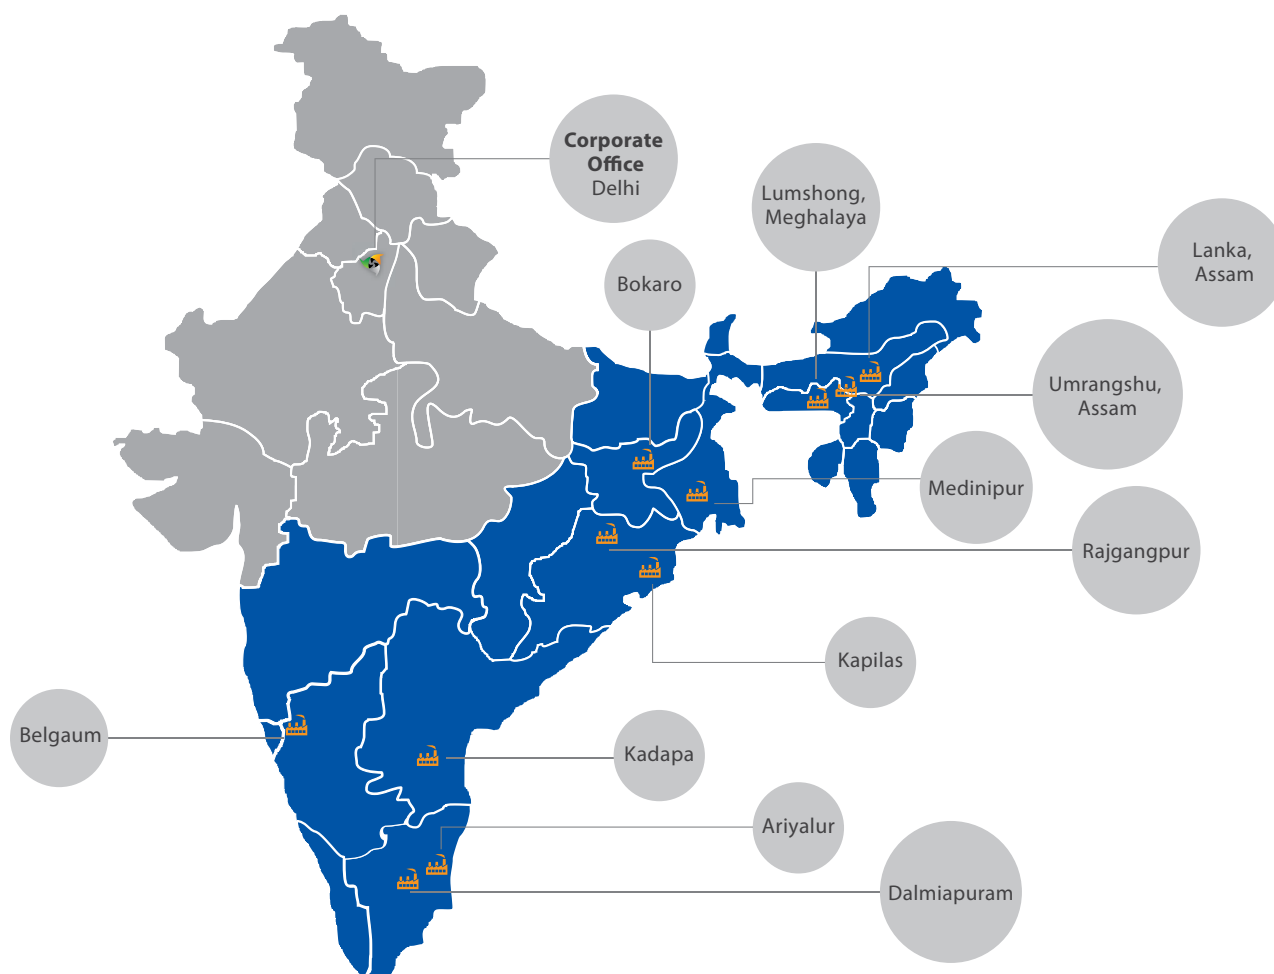 Corporate
Office
Delhi
Lumshong,
Meghalaya
Lanka,
Assam
Bokaro
Umrangshu,
Assam
Medinipur
Rajgangpur
Kapilas
Belgaum
Kadapa
Ariyalur
Dalmiapuram